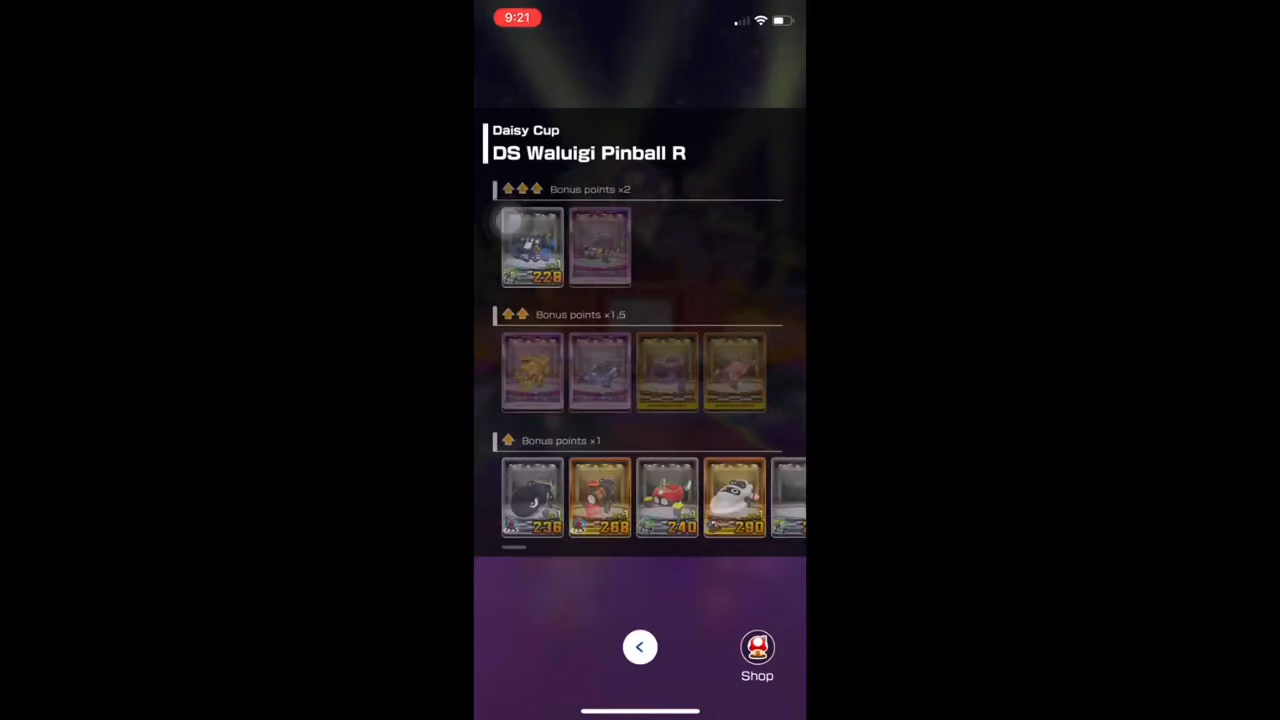 9:21
Daisy Cup
DS Waluigi Pinball R
Bonus points ×2
228
Bonus points ×1.5
Bonus points ×1
236
268
240
290
Shop